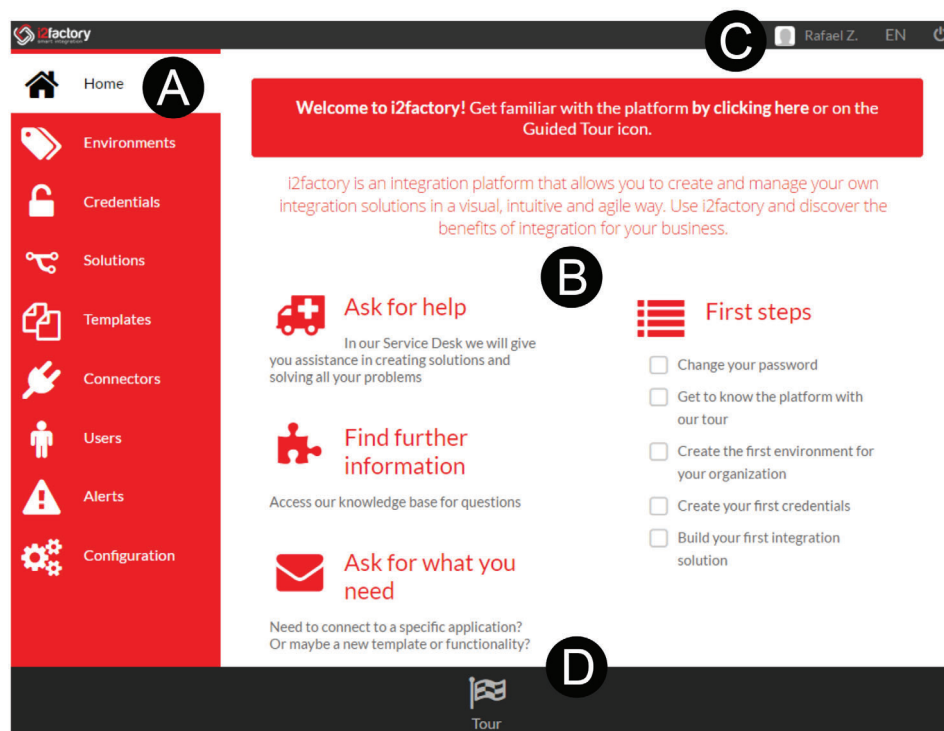 i2factory
smart integration
C
Rafael Z.
EN
Home
A
Environments
Credentials
Solutions
Templates
Connectors
Users
Alerts
Configuration
Welcome to i2factory! Get familiar with the platform by clicking here or on the
Guided Tour icon.
i2factory is an integration platform that allows you to create and manage your own
integration solutions in a visual, intuitive and agile way. Use i2factory and discover the
benefits of integration for your business.
B
Ask for help
In our Service Desk we will give
you assistance in creating solutions and
solving all your problems
Find further
information
Access our knowledge base for questions
Ask for what you
need
Need to connect to a specific application?
Or maybe a new template or functionality?
First steps
Change your password
Get to know the platform with
our tour
Create the first environment for
your organization
Create your first credentials
Build your first integration
solution
D
Tour